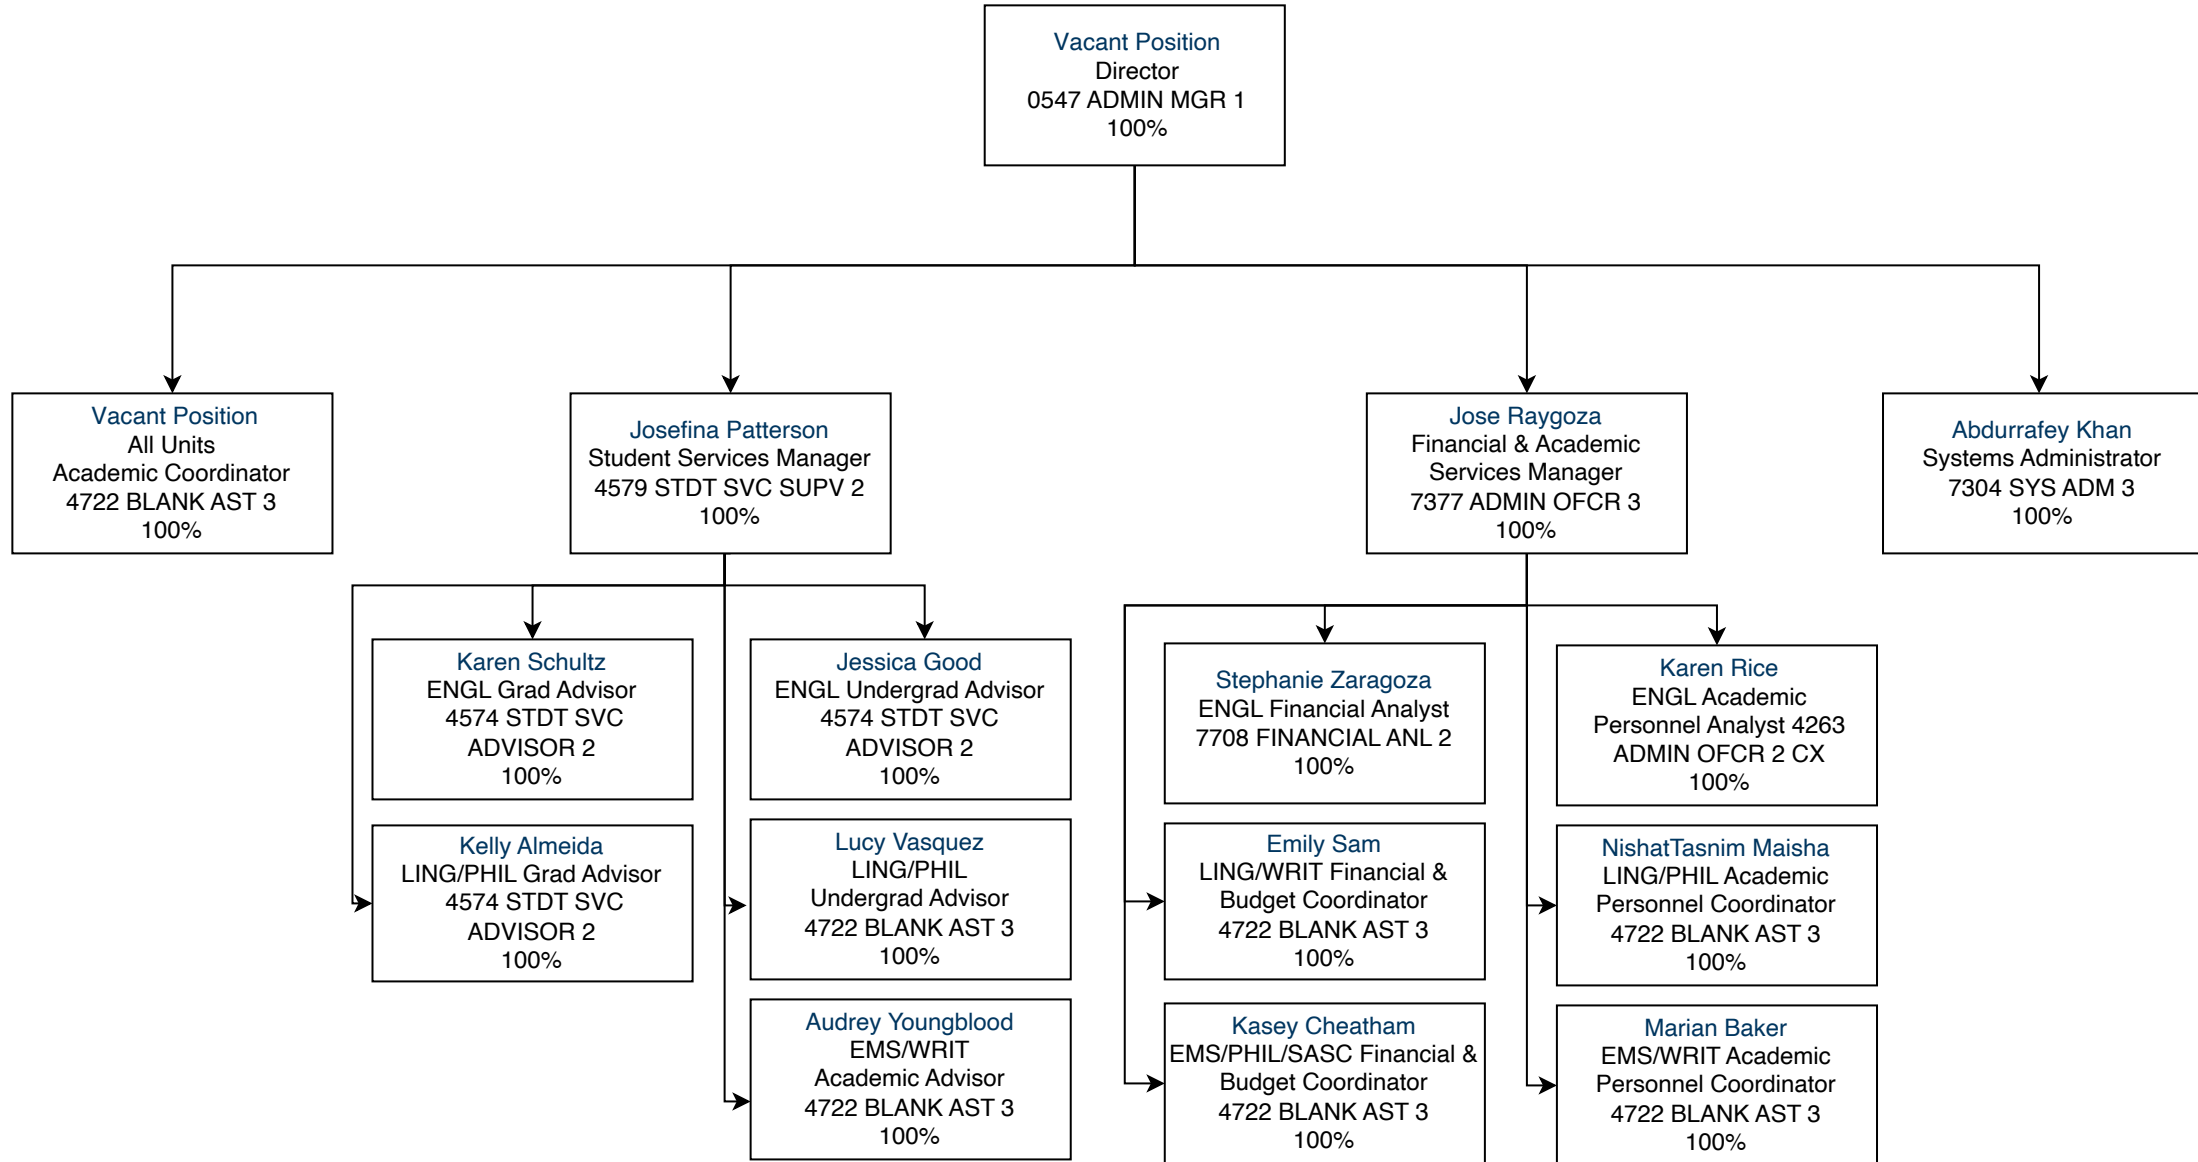 Vacant Position
Director
0547 ADMIN MGR 1
100%
Vacant Position
All Units
Academic Coordinator
4722 BLANK AST 3
100%
Josefina Patterson
Student Services Manager
4579 STDT SVC SUPV 2
100%
Jose Raygoza
Financial & Academic
Services Manager
7377 ADMIN OFCR 3
100%
Abdurrafey Khan
Systems Administrator
7304 SYS ADM 3
100%
Karen Schultz
ENGL Grad Advisor
4574 STDT SVC
ADVISOR 2
100%
Jessica Good
ENGL Undergrad Advisor
4574 STDT SVC
ADVISOR 2
100%
Kelly Almeida
LING/PHIL Grad Advisor
4574 STDT SVC
ADVISOR 2
100%
Lucy Vasquez
LING/PHIL
Undergrad Advisor
4722 BLANK AST 3
100%
Audrey Youngblood
EMS/WRIT
Academic Advisor
4722 BLANK AST 3
100%
Stephanie Zaragoza
ENGL Financial Analyst
7708 FINANCIAL ANL 2
100%
Karen Rice
ENGL Academic
Personnel Analyst 4263
ADMIN OFCR 2 CX
100%
Emily Sam
LING/WRIT Financial &
Budget Coordinator
4722 BLANK AST 3
100%
NishatTasnim Maisha
LING/PHIL Academic
Personnel Coordinator
4722 BLANK AST 3
100%
Kasey Cheatham
EMS/PHIL/SASC Financial &
Budget Coordinator
4722 BLANK AST 3
100%
Marian Baker
EMS/WRIT Academic
Personnel Coordinator
4722 BLANK AST 3
100%